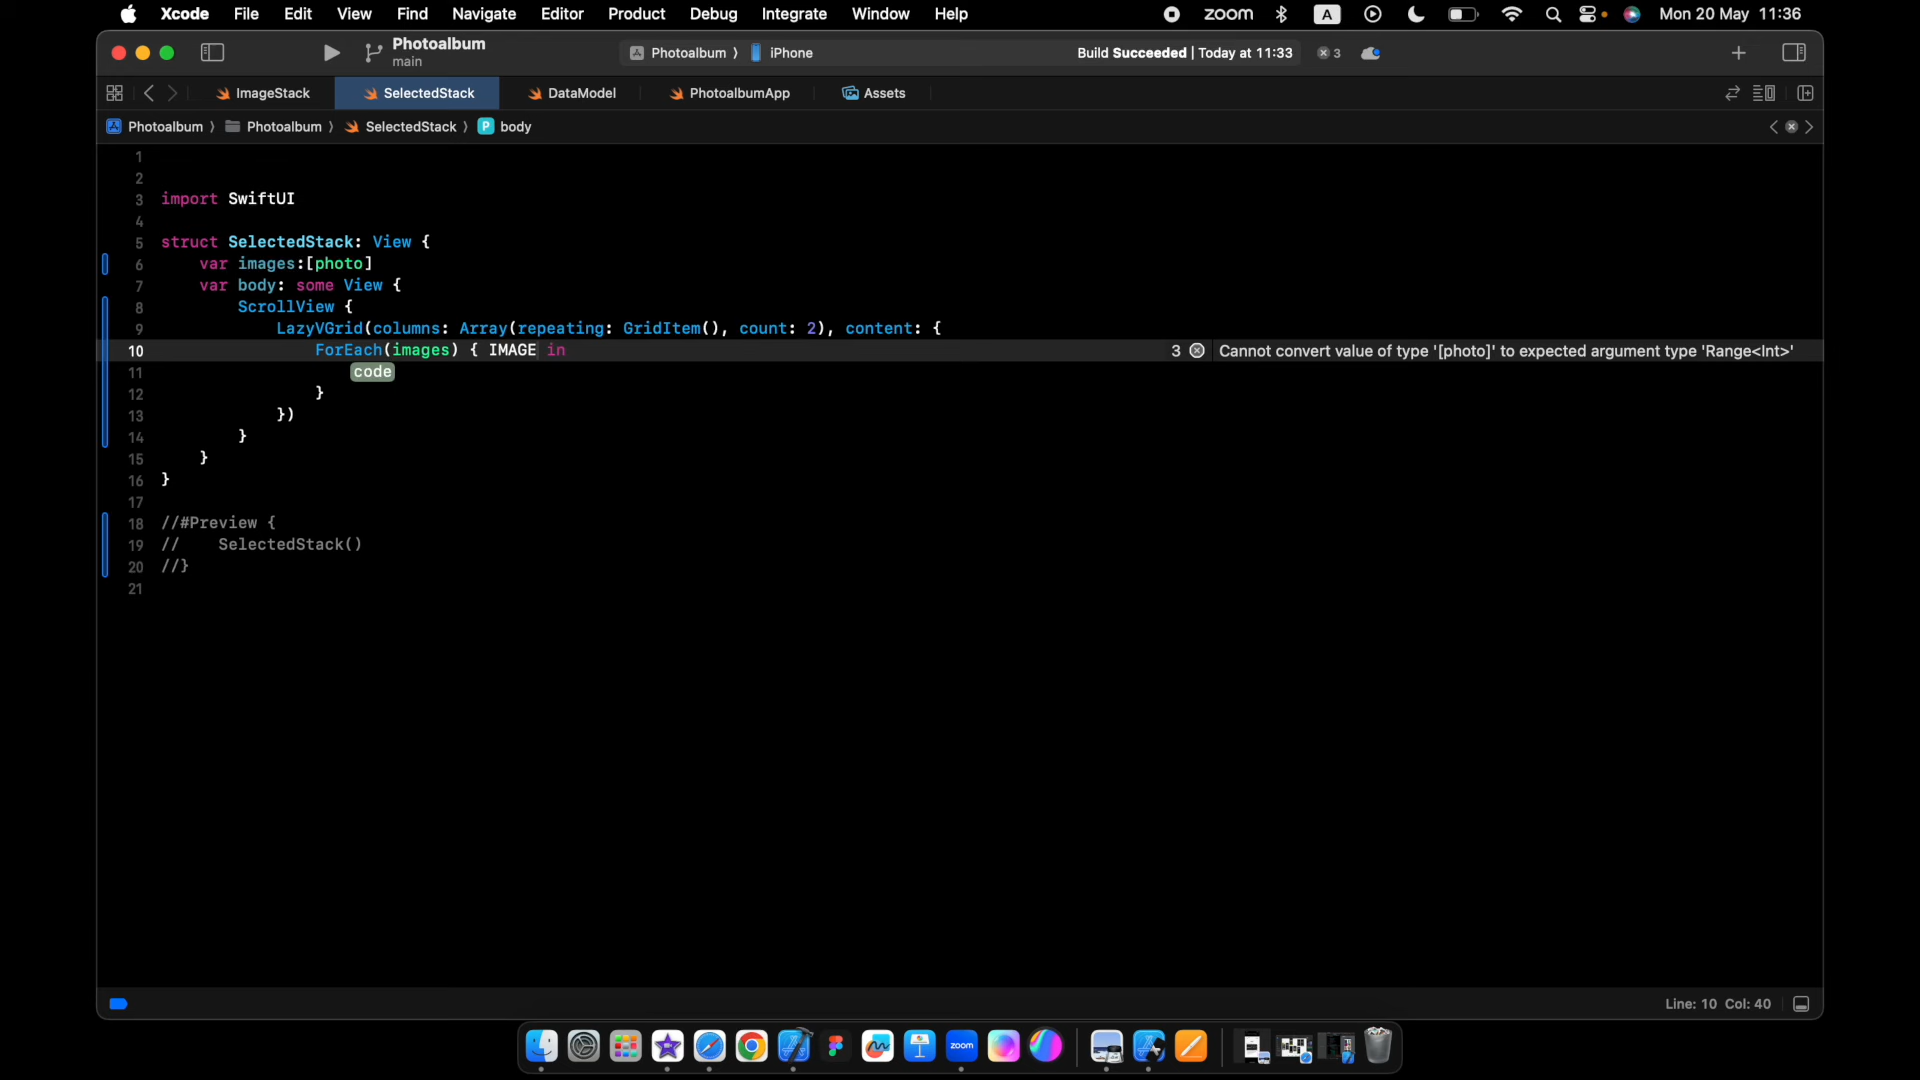 Xcode File Edit View Find Navigate Editor Product Debug Integrate Window Help zoom A Mon 20 May 11:36
Photoalbum
main
Photoalbum 〉 iPhone Build Succeeded | Today at 11:33 3
ImageStack SelectedStack DataModel PhotoalbumApp Assets
Photoalbum 〉 Photoalbum 〉 SelectedStack 〉 P body
1
2
3 import SwiftUI
4
5 struct SelectedStack: View {
6 var images:[photo]
7 var body: some View {
8 ScrollView {
9 LazyVGrid(columns: Array(repeating: GridItem(), count: 2), content: {
10 ForEach(images) { IMAGE in 3 Cannot convert value of type '[photo]' to expected argument type 'Range<Int>'
11 code
12 }
13 })
14 }
15 }
16 }
17
18 //#Preview {
19 // SelectedStack()
20 //}
21
Line: 10 Col: 40
zoom